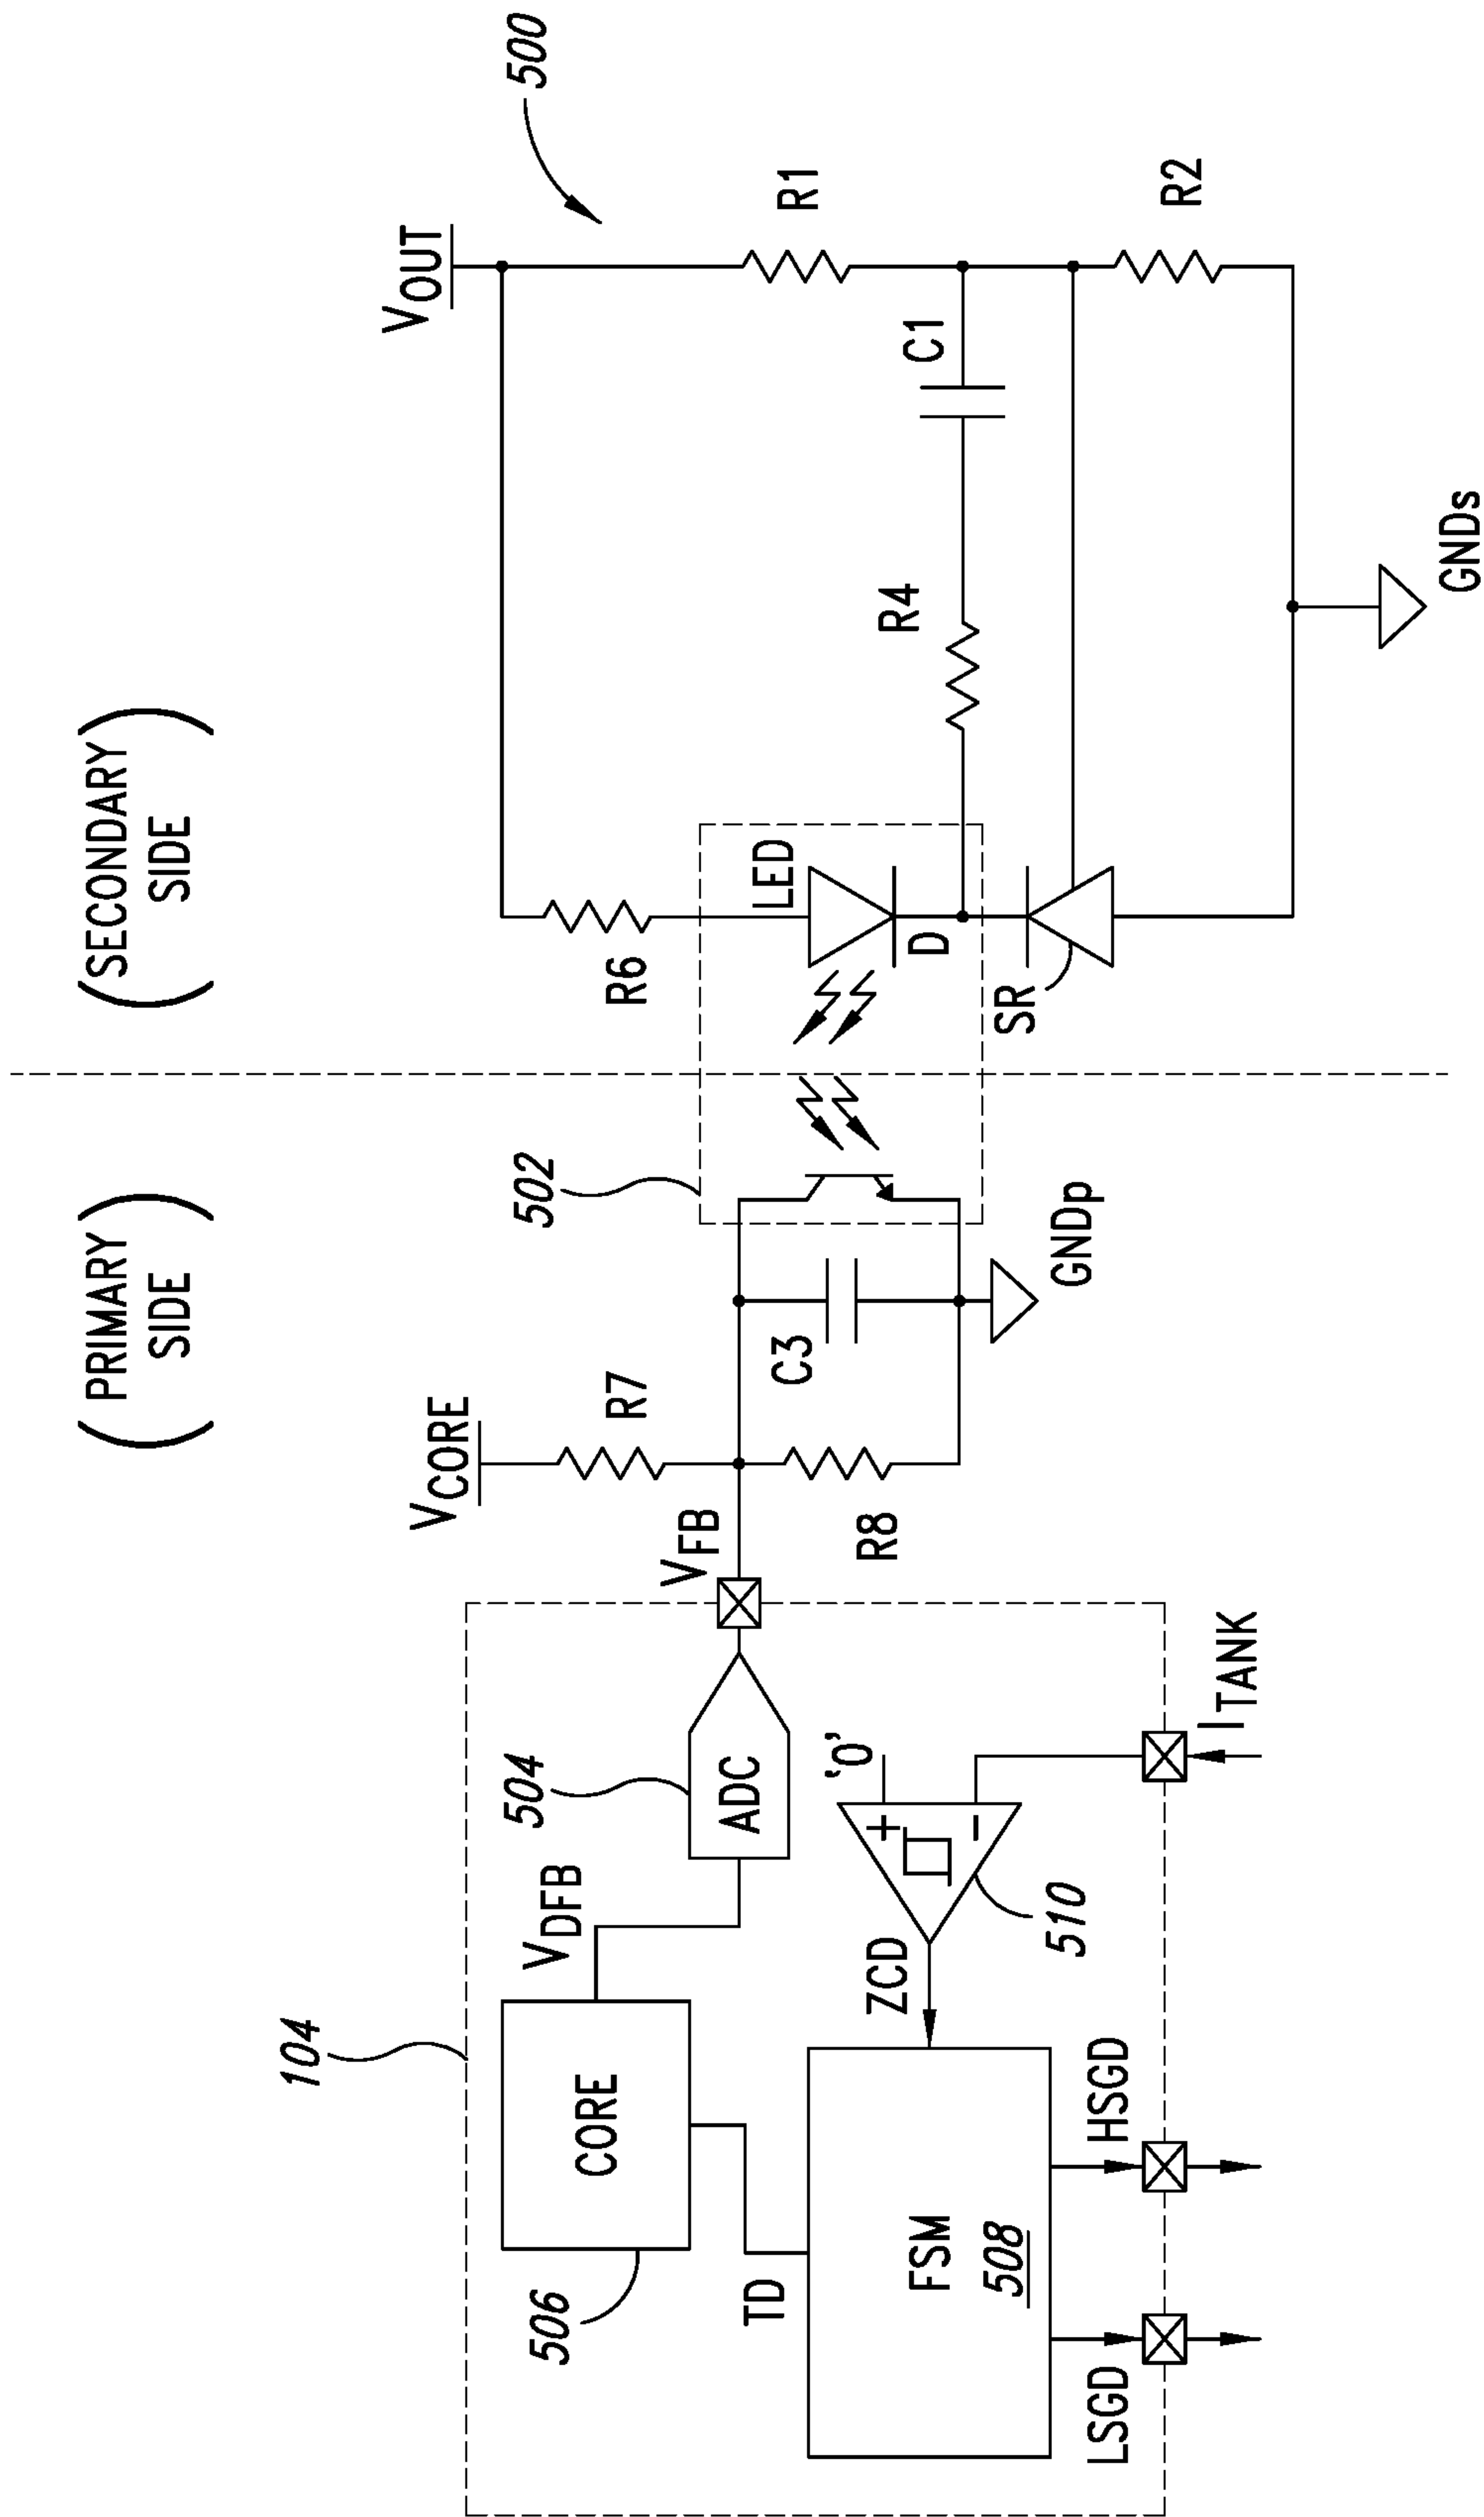 ( PRIMARY SIDE )
( SECONDARY SIDE )
104
506
CORE
VDFB
504
ADC
VFB
VCORE
R7
R8
C3
GNDp
502
TD
FSM
508
ZCD
510
'0'
+
−
ITANK
LSGD
HSGD
R6
LED
D
SR
R4
C1
VOUT
500
R1
R2
GNDs